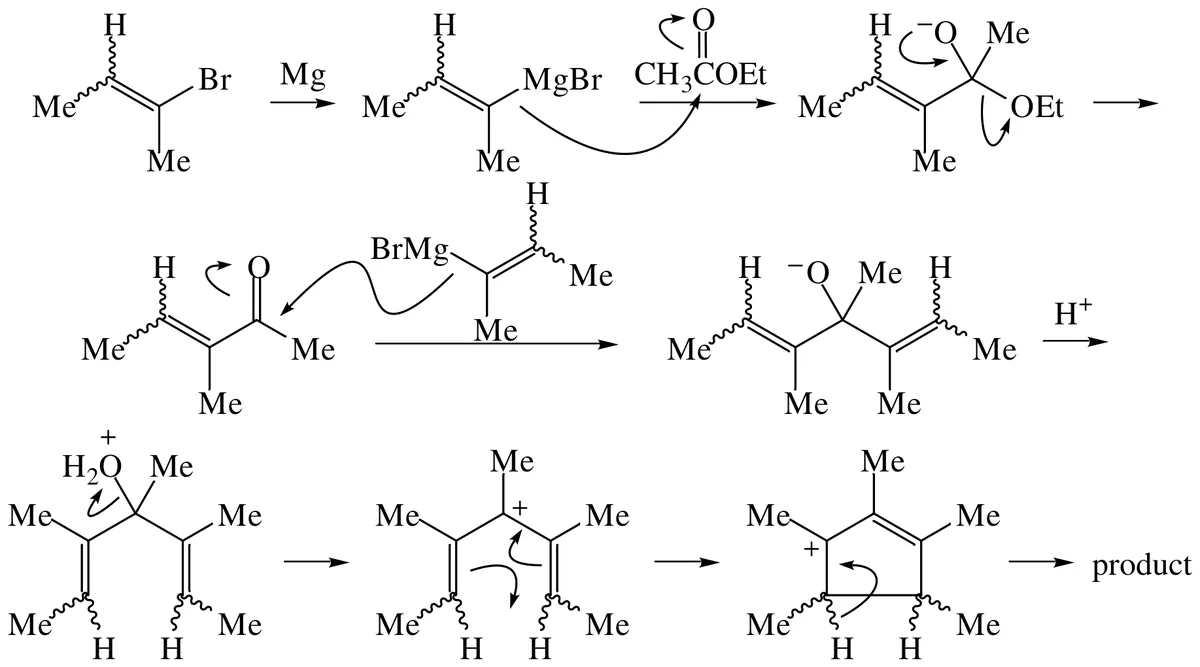 H H O H ⁻O Me
Br Mg MgBr CH₃COEt OEt
Me Me Me
Me Me Me
H
H O BrMg H ⁻O Me H H⁺
Me
Me Me Me Me Me
Me Me Me
+
H₂O Me Me Me
Me Me Me + Me Me Me
+ product
Me Me Me Me Me Me
H H H H H H